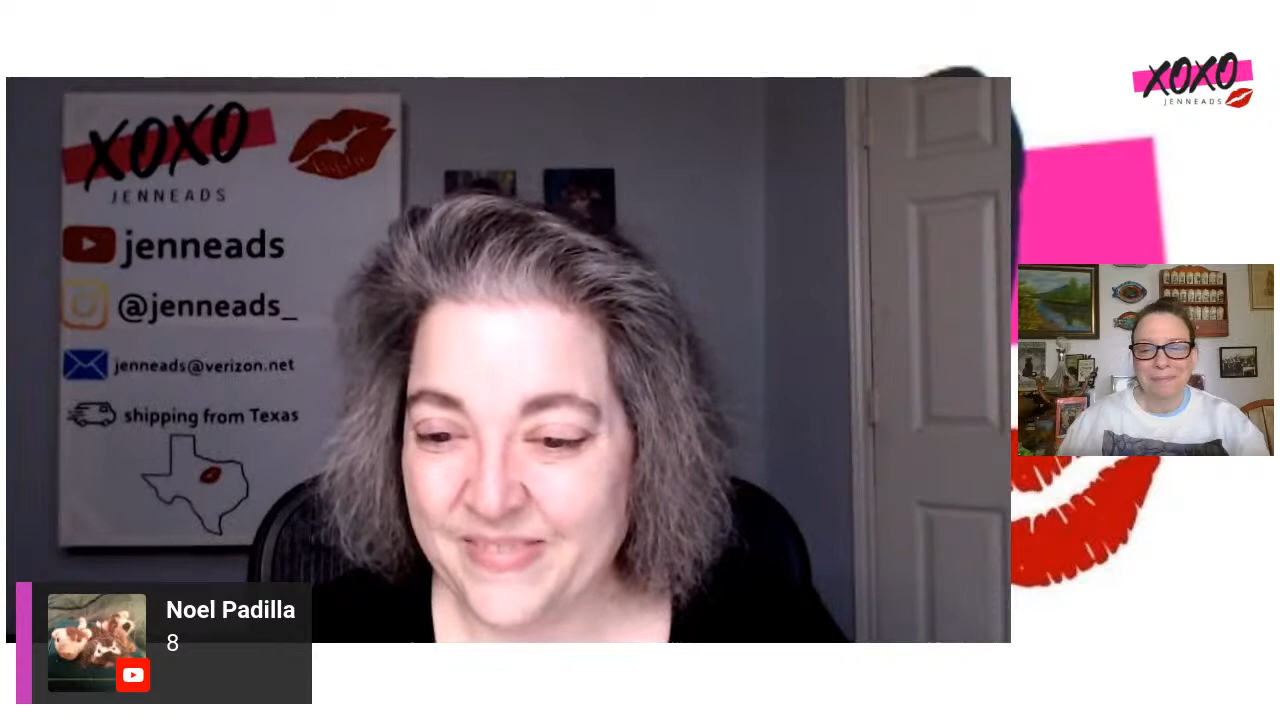 XOXO
JENNEADS
jenneads
@jenneads_
jenneads@verizon.net
shipping from Texas
XOXO
JENNEADS
Noel Padilla
8